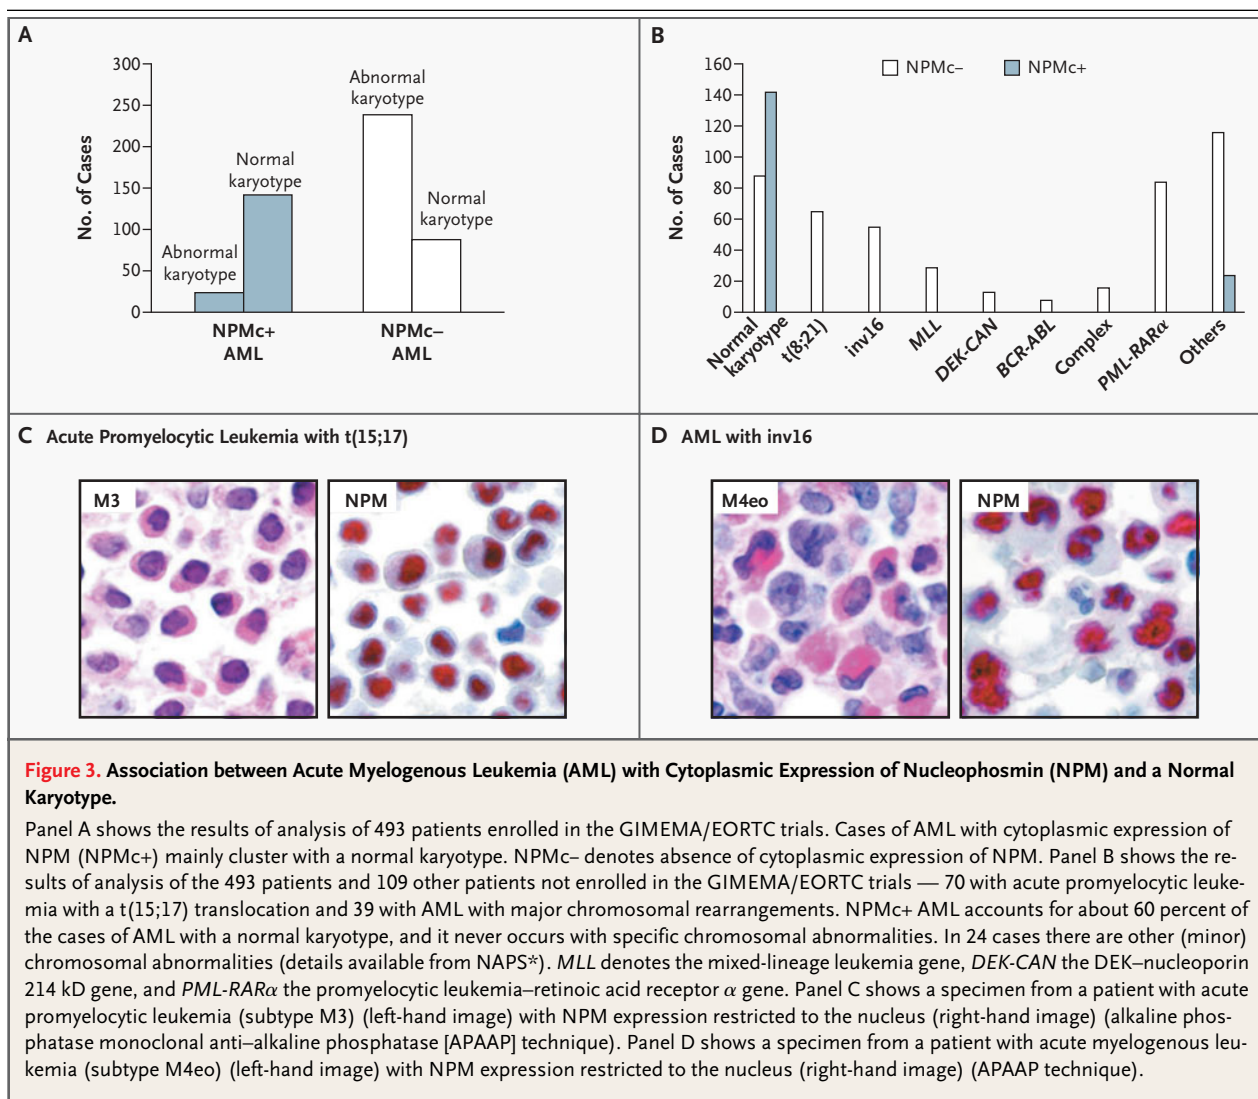 A
300
250
200
150
100
50
0
No. of Cases
Abnormal
karyotype
Normal
karyotype
Abnormal
karyotype
Normal
karyotype
NPMc+
AML
NPMc–
AML
B
160
140
120
100
80
60
40
20
0
No. of Cases
NPMc–
NPMc+
Normal
karyotype
t(8;21)
inv16
MLL
DEK-CAN
BCR-ABL
Complex
PML-RARα
Others
C Acute Promyelocytic Leukemia with t(15;17)
M3
NPM
D AML with inv16
M4eo
NPM
Figure 3. Association between Acute Myelogenous Leukemia (AML) with Cytoplasmic Expression of Nucleophosmin (NPM) and a Normal
Karyotype.
Panel A shows the results of analysis of 493 patients enrolled in the GIMEMA/EORTC trials. Cases of AML with cytoplasmic expression of
NPM (NPMc+) mainly cluster with a normal karyotype. NPMc– denotes absence of cytoplasmic expression of NPM. Panel B shows the re-
sults of analysis of the 493 patients and 109 other patients not enrolled in the GIMEMA/EORTC trials — 70 with acute promyelocytic leuke-
mia with a t(15;17) translocation and 39 with AML with major chromosomal rearrangements. NPMc+ AML accounts for about 60 percent of
the cases of AML with a normal karyotype, and it never occurs with specific chromosomal abnormalities. In 24 cases there are other (minor)
chromosomal abnormalities (details available from NAPS*). MLL denotes the mixed-lineage leukemia gene, DEK-CAN the DEK–nucleoporin
214 kD gene, and PML-RARα the promyelocytic leukemia–retinoic acid receptor α gene. Panel C shows a specimen from a patient with acute
promyelocytic leukemia (subtype M3) (left-hand image) with NPM expression restricted to the nucleus (right-hand image) (alkaline phos-
phatase monoclonal anti–alkaline phosphatase [APAAP] technique). Panel D shows a specimen from a patient with acute myelogenous leu-
kemia (subtype M4eo) (left-hand image) with NPM expression restricted to the nucleus (right-hand image) (APAAP technique).